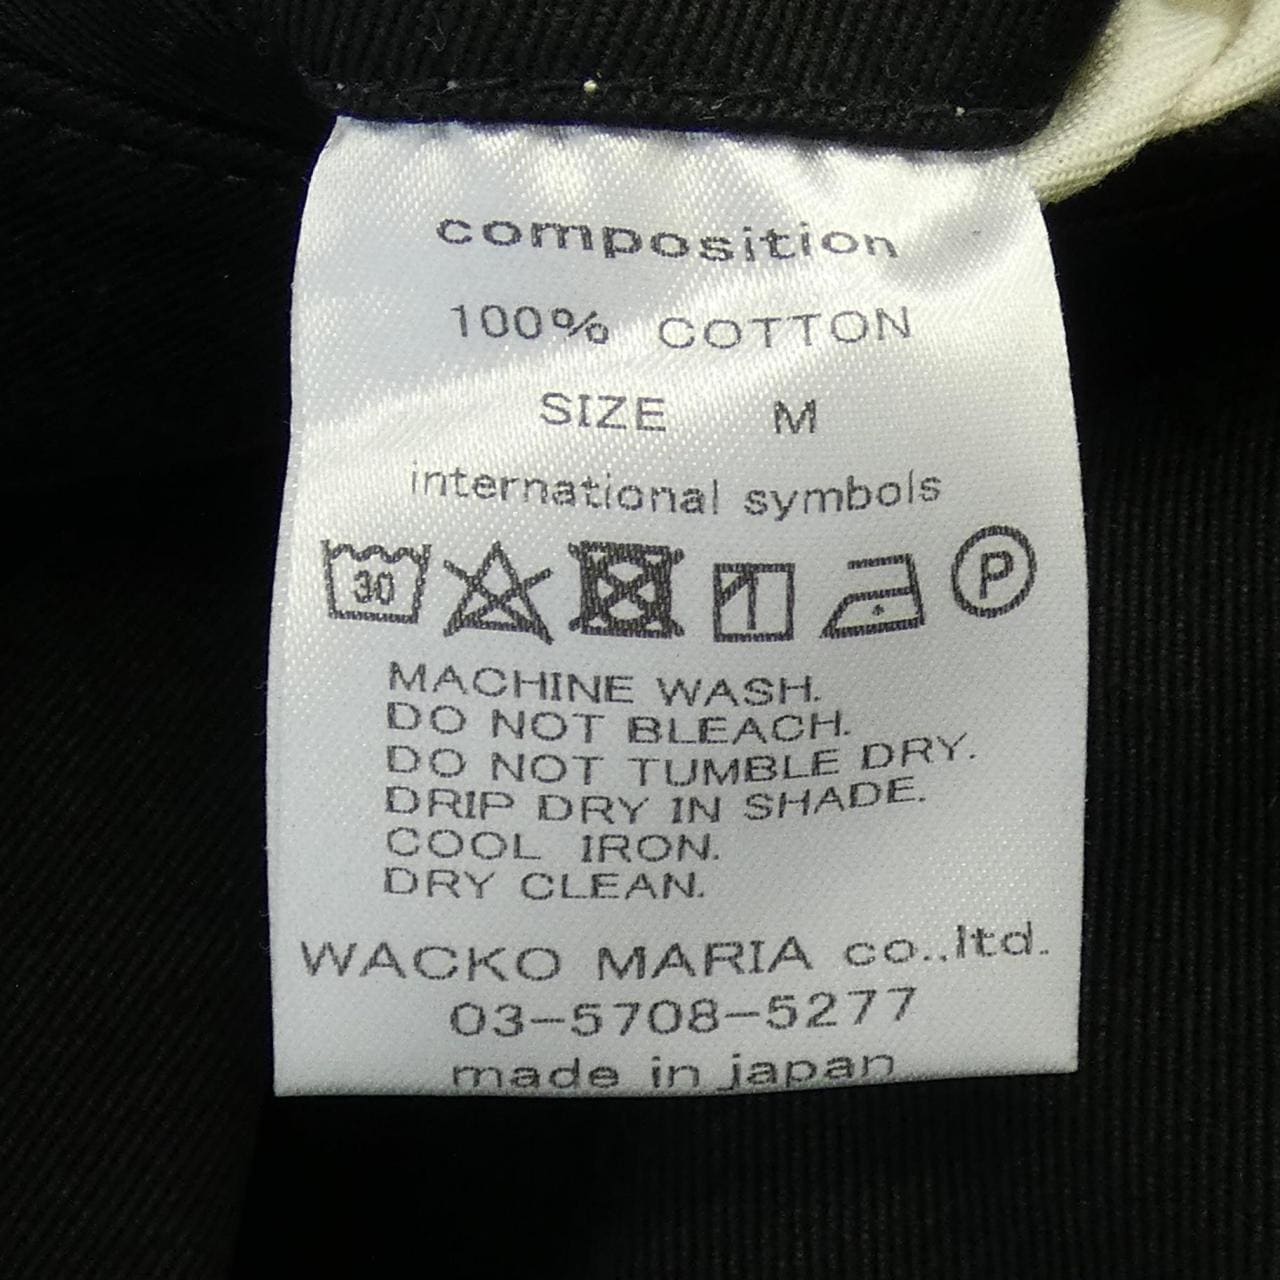 composition
100% COTTON
SIZE M
international symbols
30 P
MACHINE WASH.
DO NOT BLEACH.
DO NOT TUMBLE DRY.
DRIP DRY IN SHADE.
COOL IRON.
DRY CLEAN.
WACKO MARIA co.,ltd.
03-5708-5277
made in japan